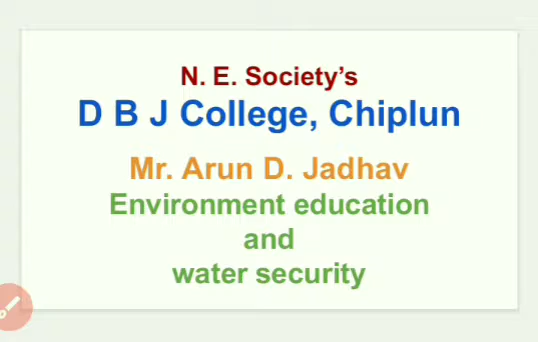 N. E. Society’s
D B J College, Chiplun
Mr. Arun D. Jadhav
Environment education
and
water security